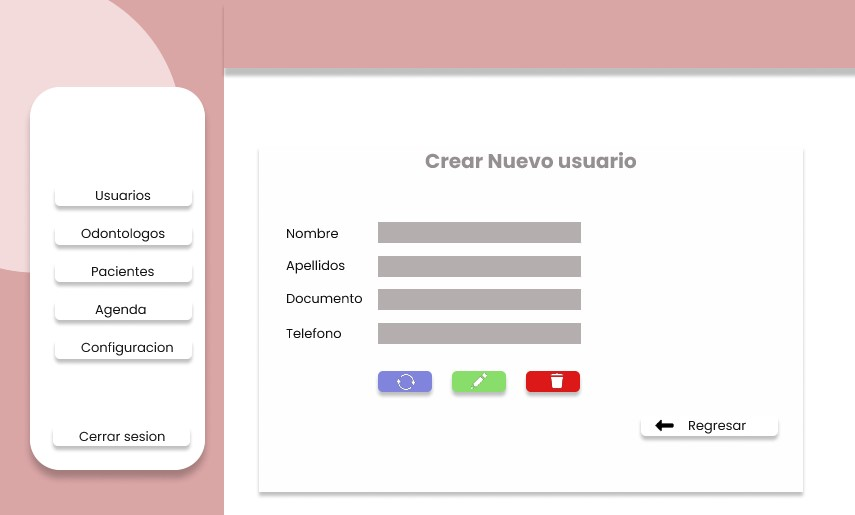 Usuarios
Odontologos
Pacientes
Agenda
Configuracion
Cerrar sesion
Crear Nuevo usuario
Nombre
Apellidos
Documento
Telefono
Regresar